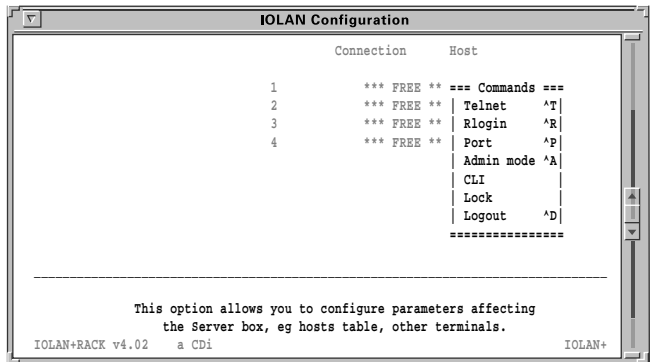 IOLAN Configuration
Connection Host
1 *** FREE ** === Commands ===
2 *** FREE ** | Telnet ^T|
3 *** FREE ** | Rlogin ^R|
4 *** FREE ** | Port ^P|
| Admin mode ^A|
| CLI |
| Lock |
| Logout ^D|
================
This option allows you to configure parameters affecting
the Server box, eg hosts table, other terminals.
IOLAN+RACK v4.02 a CDi IOLAN+